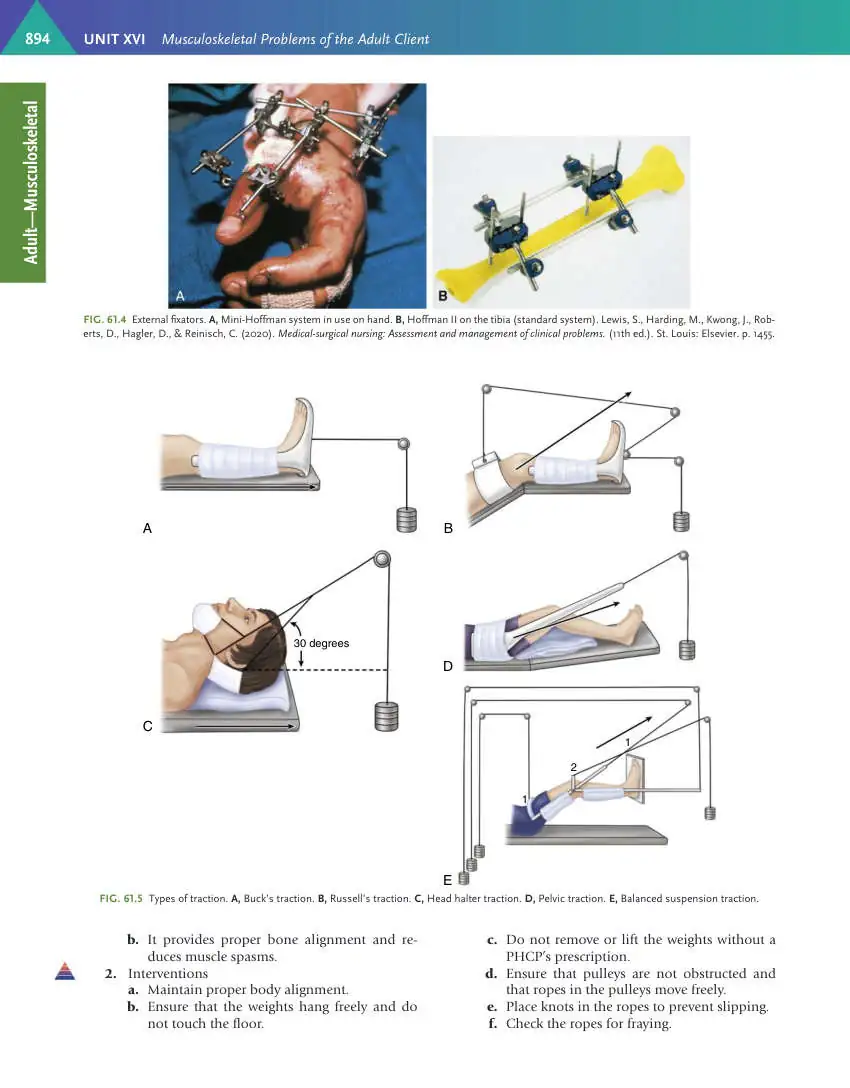 894
UNIT XVI Musculoskeletal Problems of the Adult Client
Adult—Musculoskeletal
A
B
FIG. 61.4 External fixators. A, Mini-Hoffman system in use on hand. B, Hoffman II on the tibia (standard system). Lewis, S., Harding, M., Kwong, J., Rob-
erts, D., Hagler, D., & Reinisch, C. (2020). Medical-surgical nursing: Assessment and management of clinical problems. (11th ed.). St. Louis: Elsevier. p. 1455.
A
B
30 degrees
C
D
1
2
1
E
FIG. 61.5 Types of traction. A, Buck's traction. B, Russell's traction. C, Head halter traction. D, Pelvic traction. E, Balanced suspension traction.
b. It provides proper bone alignment and re-
duces muscle spasms.
2. Interventions
a. Maintain proper body alignment.
b. Ensure that the weights hang freely and do
not touch the floor.
c. Do not remove or lift the weights without a
PHCP's prescription.
d. Ensure that pulleys are not obstructed and
that ropes in the pulleys move freely.
e. Place knots in the ropes to prevent slipping.
f. Check the ropes for fraying.